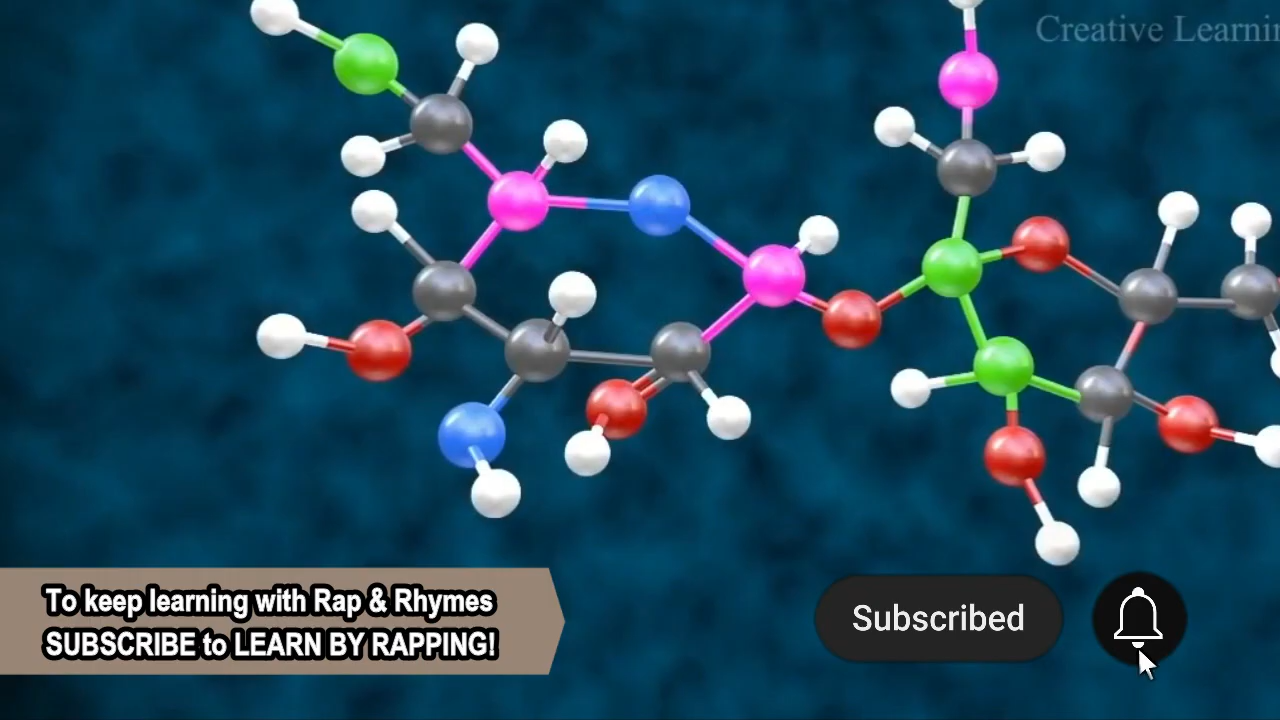 Creative Learnin
To keep learning with Rap & Rhymes
SUBSCRIBE to LEARN BY RAPPING!
Subscribed